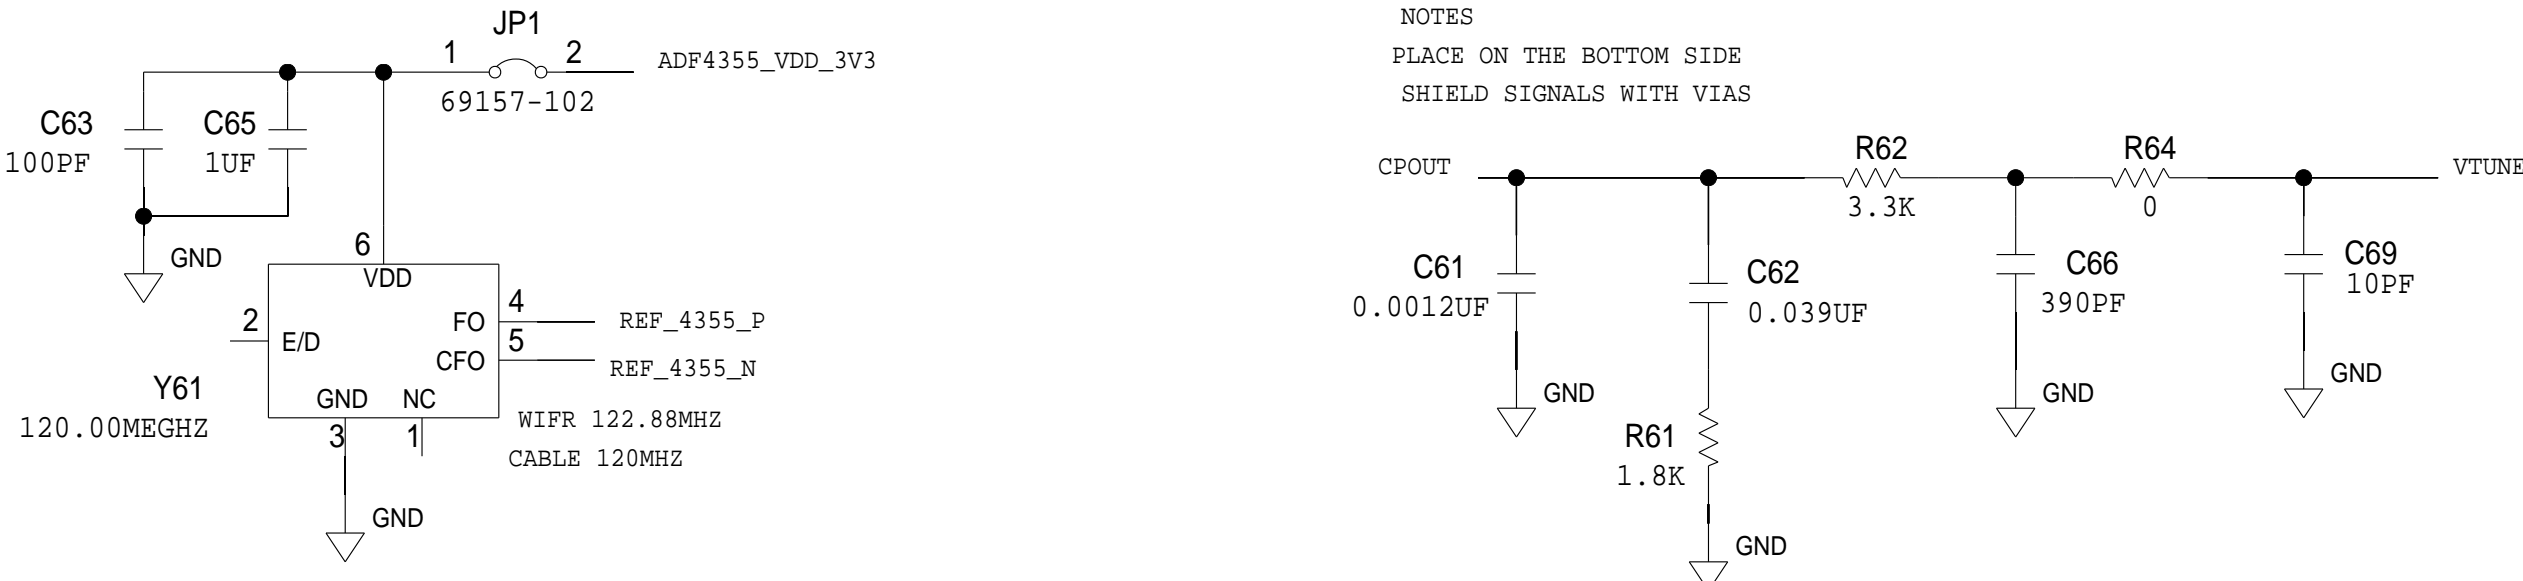 JP1
1
2
ADF4355_VDD_3V3
69157-102
C63
100PF
C65
1UF
GND
6
VDD
2
E/D
FO
4
REF_4355_P
5
CFO
REF_4355_N
Y61
120.00MEGHZ
GND
NC
3
1
WIFR 122.88MHZ
CABLE 120MHZ
GND
NOTES
PLACE ON THE BOTTOM SIDE
SHIELD SIGNALS WITH VIAS
CPOUT
R62
3.3K
R64
0
VTUNE
C61
0.0012UF
GND
C62
0.039UF
R61
1.8K
GND
C66
390PF
GND
C69
10PF
GND